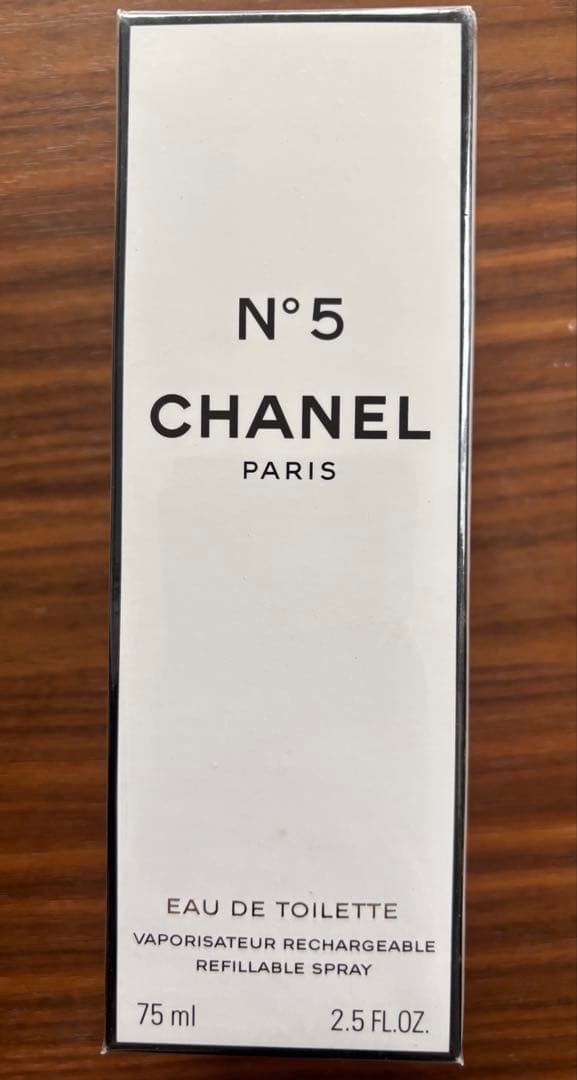 N°5
CHANEL
PARIS
EAU DE TOILETTE
VAPORISATEUR RECHARGEABLE
REFILLABLE SPRAY
75 ml 2.5 FL.OZ.